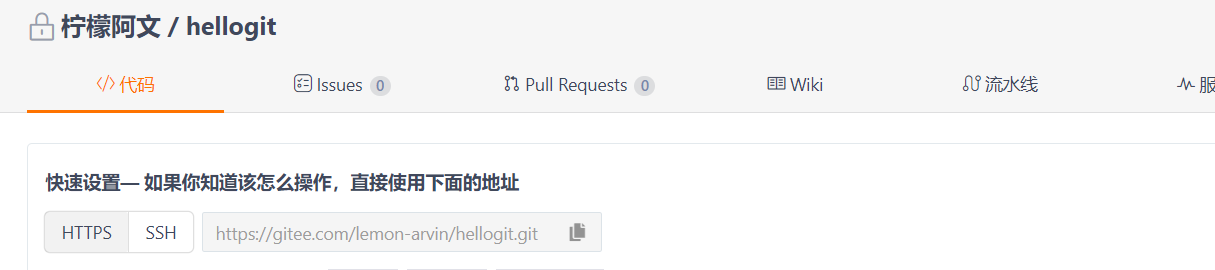 柠檬阿文 / hellogit
代码 Issues 0 Pull Requests 0 Wiki 流水线 服
快速设置— 如果你知道该怎么操作，直接使用下面的地址
HTTPS SSH https://gitee.com/lemon-arvin/hellogit.git